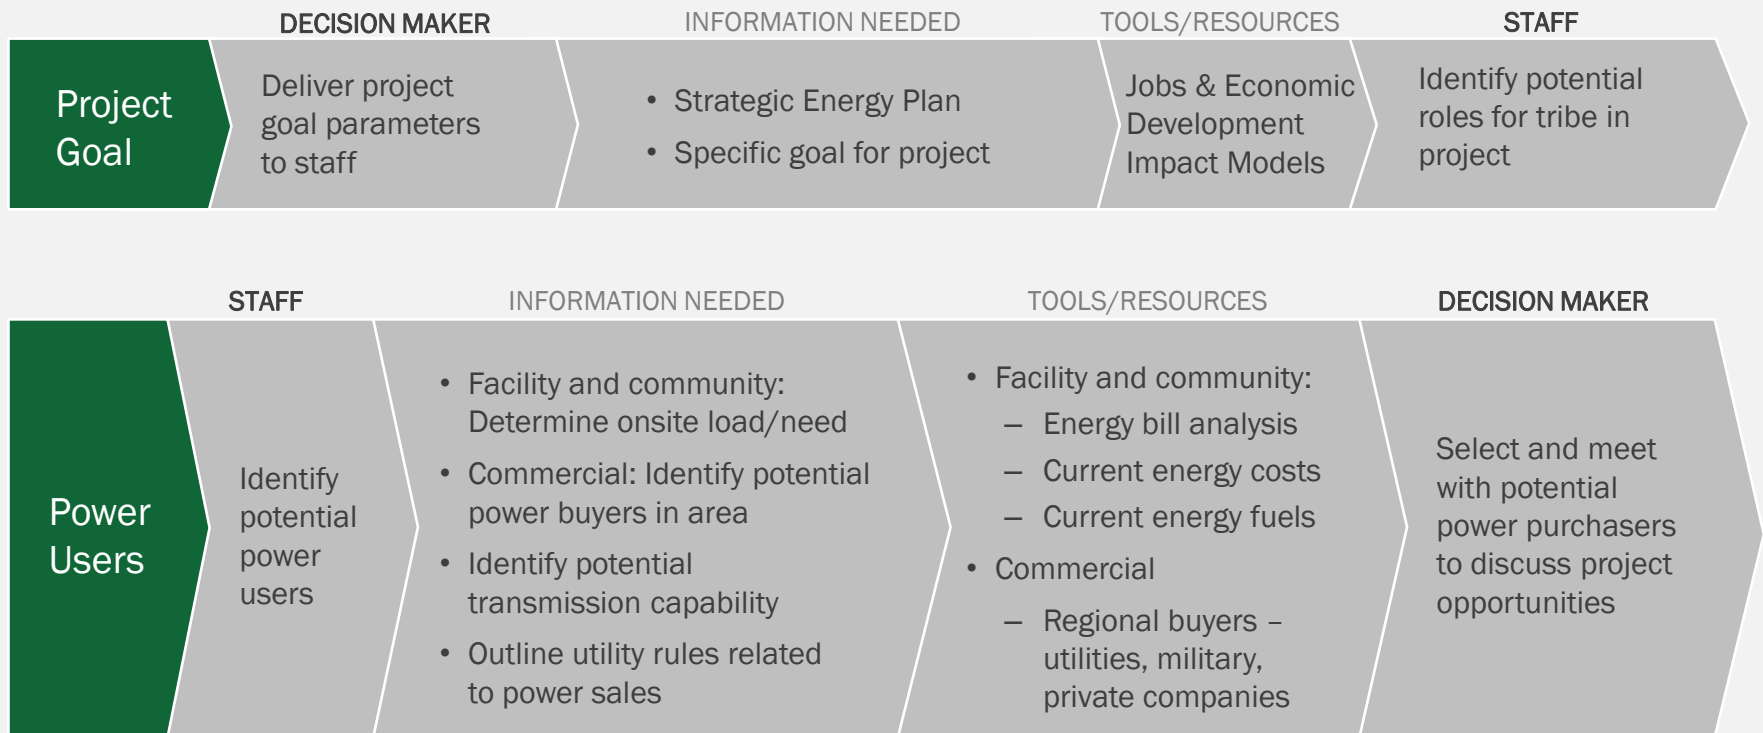 DECISION MAKER
INFORMATION NEEDED
TOOLS/RESOURCES
STAFF
Project
Goal
Deliver project
goal parameters
to staff
• Strategic Energy Plan
• Specific goal for project
Jobs & Economic
Development
Impact Models
Identify potential
roles for tribe in
project
STAFF
INFORMATION NEEDED
TOOLS/RESOURCES
DECISION MAKER
Power
Users
Identify
potential
power
users
• Facility and community:
Determine onsite load/need
• Commercial: Identify potential
power buyers in area
• Identify potential
transmission capability
• Outline utility rules related
to power sales
• Facility and community:
– Energy bill analysis
– Current energy costs
– Current energy fuels
• Commercial
– Regional buyers –
utilities, military,
private companies
Select and meet
with potential
power purchasers
to discuss project
opportunities